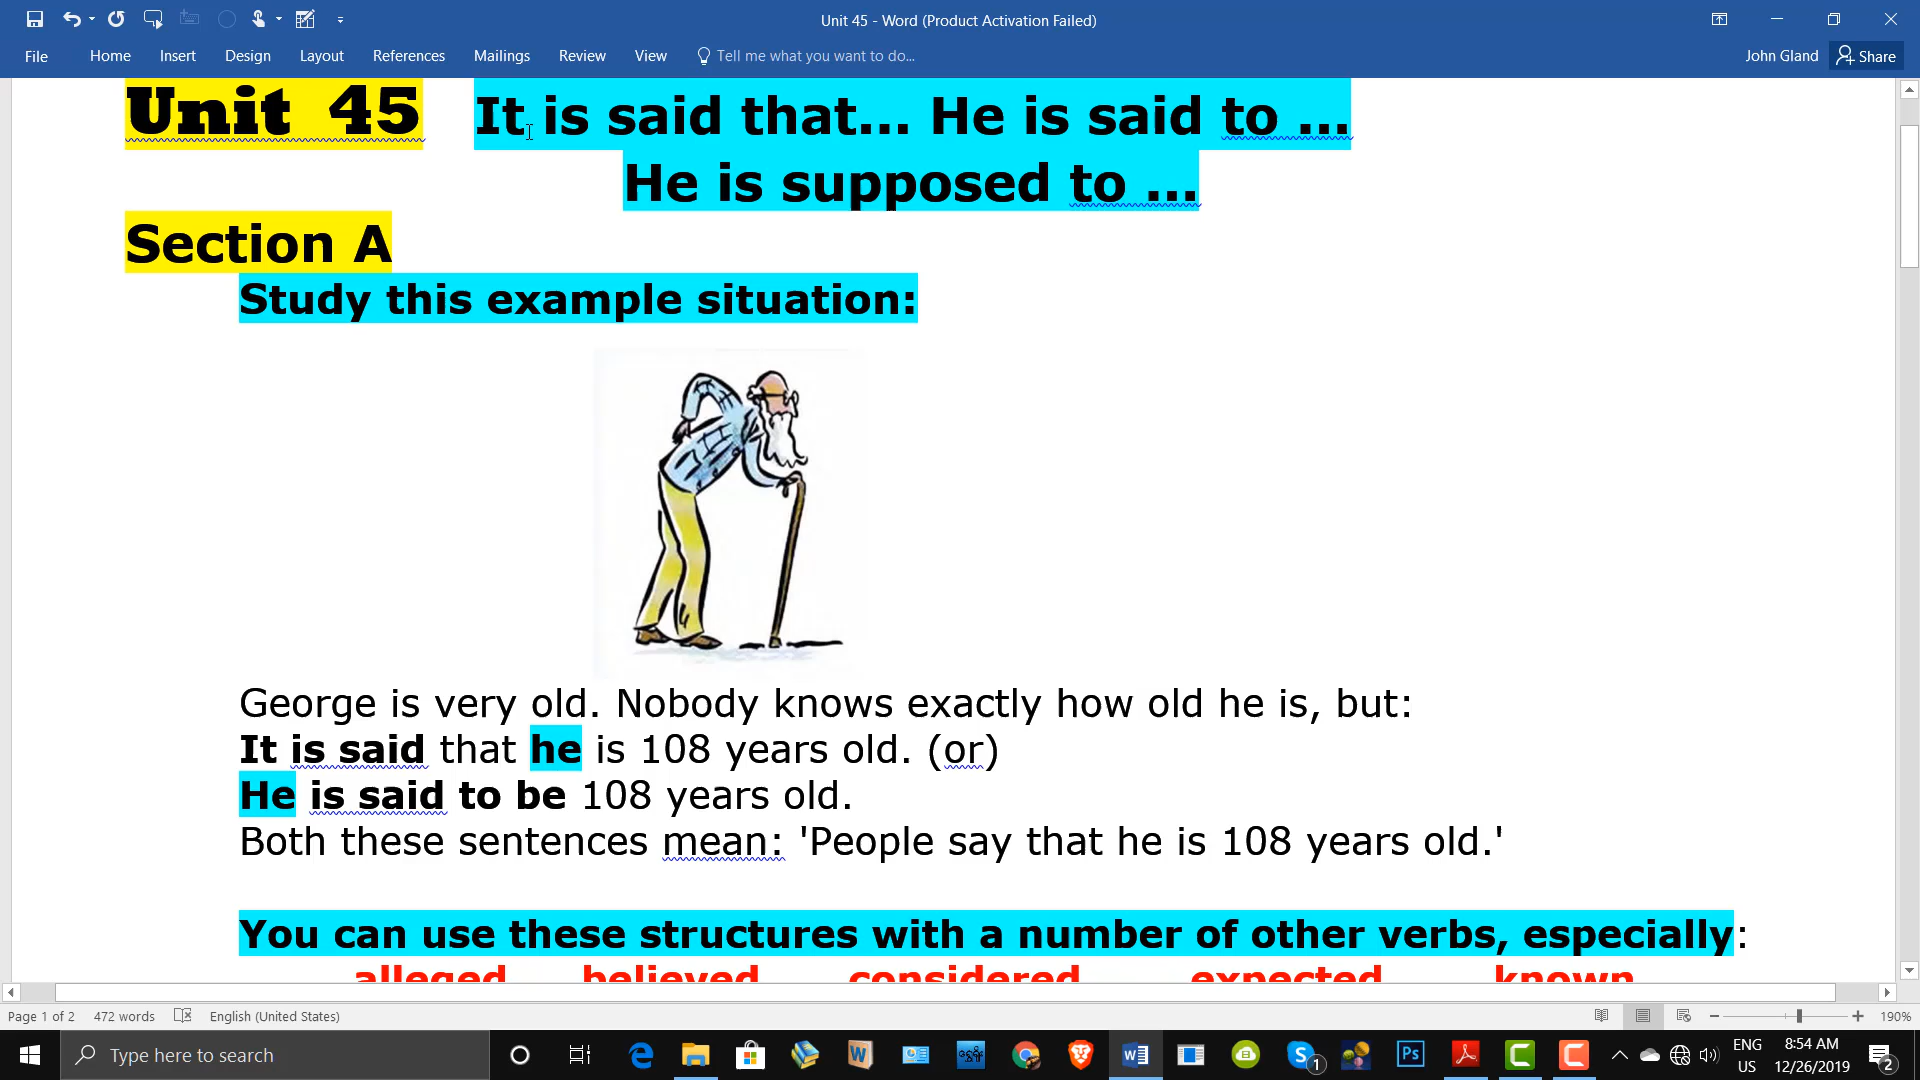 Unit 45 - Word (Product Activation Failed)
File Home Insert Design Layout References Mailings Review View Tell me what you want to do... John Gland Share
Unit 45 It is said that... He is said to ...
He is supposed to ...
Section A
Study this example situation:
George is very old. Nobody knows exactly how old he is, but:
It is said that he is 108 years old. (or)
He is said to be 108 years old.
Both these sentences mean: 'People say that he is 108 years old.'
You can use these structures with a number of other verbs, especially:
alleged believed considered expected known
Page 1 of 2 472 words English (United States) 190%
Type here to search
ENG 8:54 AM
US 12/26/2019